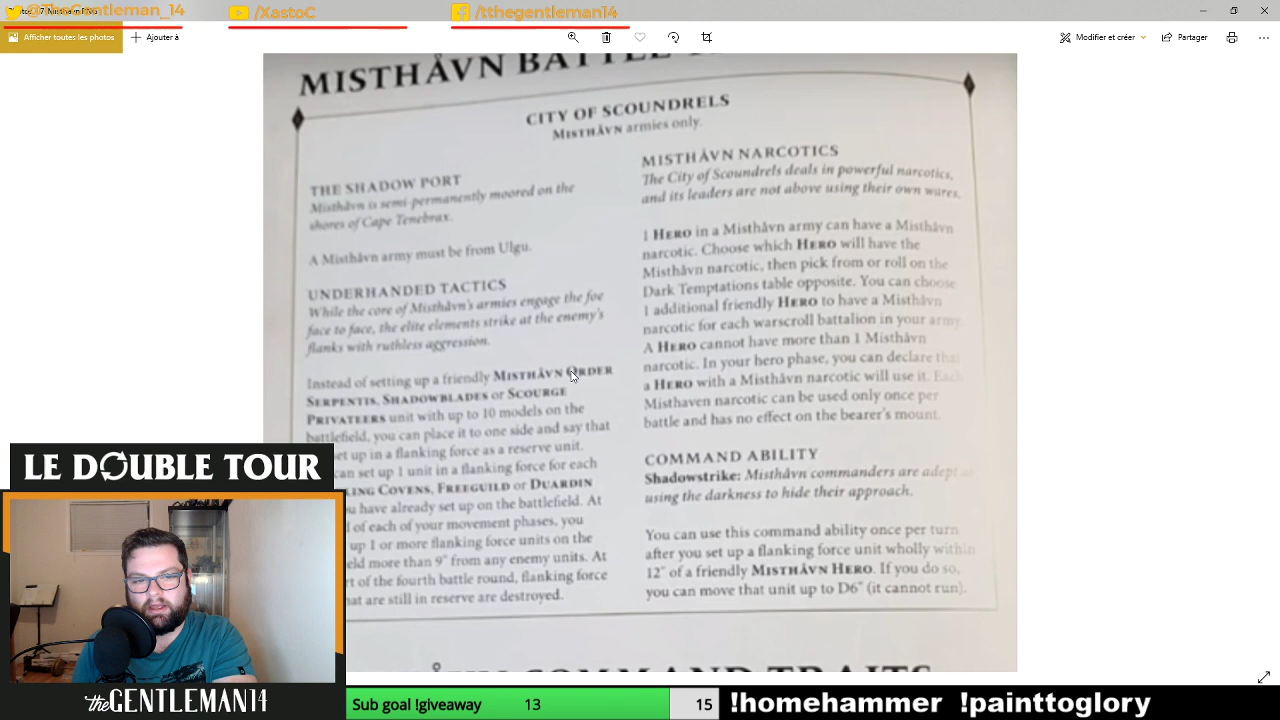 @TheGentleman_14
/XastoC
/tthegentleman14
Afficher toutes les photos
Ajouter à
Modifier et créer
Partager
MISTHÅVN
CITY OF SCOUNDRELS
MISTHÅVN armies only.
THE SHADOW PORT
Misthåvn is semi-permanently moored on the
shores of Cape Tenebrax.
A Misthåvn army must be from Ulgu.
UNDERHANDED TACTICS
While the core of Misthåvn's armies engage the foe
face to face, the elite elements strike at the enemy's
flanks with ruthless aggression.
Instead of setting up a friendly MISTHÅVN ORDER
SERPENTIS, SHADOWBLADES or SCOURGE
PRIVATEERS unit with up to 10 models on the
battlefield, you can place it to one side and say that
set up in a flanking force as a reserve unit.
can set up 1 unit in a flanking force for each
LING COVENS, FREEGUILD or DUARDIN
ou have already set up on the battlefield. At
of each of your movement phases, you
up 1 or more flanking force units on the
eld more than 9" from any enemy units. At
rt of the fourth battle round, flanking force
hat are still in reserve are destroyed.
MISTHÅVN NARCOTICS
The City of Scoundrels deals in powerful narcotics,
and its leaders are not above using their own wares.
1 HERO in a Misthåvn army can have a Misthåvn
narcotic. Choose which HERO will have the
Misthåvn narcotic, then pick from or roll on the
Dark Temptations table opposite. You can choose
1 additional friendly HERO to have a Misthåvn
narcotic for each warscroll battalion in your army
A HERO cannot have more than 1 Misthåvn
narcotic. In your hero phase, you can declare that
a HERO with a Misthåvn narcotic will use it. Each
Misthaven narcotic can be used only once per
battle and has no effect on the bearer's mount.
COMMAND ABILITY
Shadowstrike: Misthåvn commanders are adept at
using the darkness to hide their approach.
You can use this command ability once per turn
after you set up a flanking force unit wholly within
12" of a friendly MISTHÅVN HERO. If you do so,
you can move that unit up to D6" (it cannot run).
COMMAND TRAITS
LE DOUBLE TOUR
theGENTLEMAN14
Sub goal !giveaway 13 15
!homehammer !painttoglory